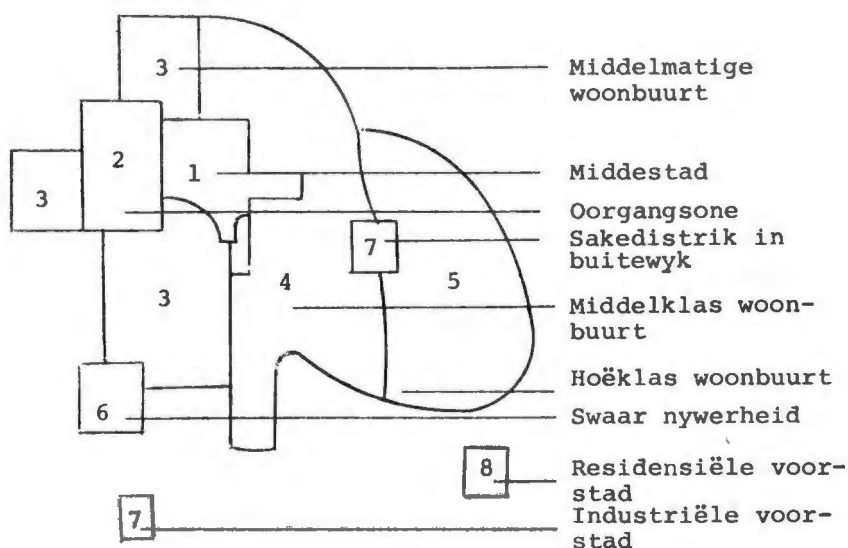 3
Middelmatige
woonbuurt
2
1
Middestad
3
Oorgangsone
7
Sakedistrik in
buitewyk
3
4
5
Middelklas woon-
buurt
Hoëklas woonbuurt
6
Swaar nywerheid
8
Residensiële voor-
stad
7
Industriële voor-
stad